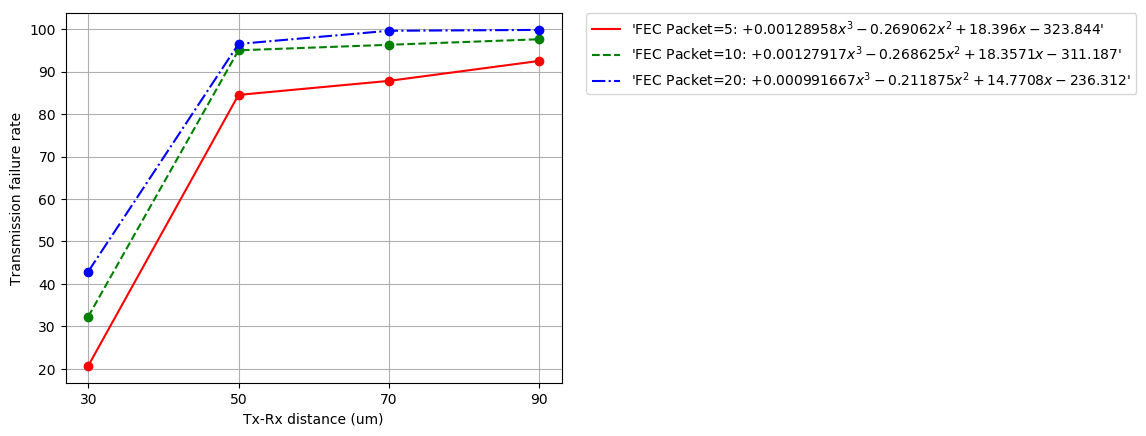 100
90
80
70
60
50
40
30
20
Transmission failure rate
30 50 70 90
Tx-Rx distance (um)
'FEC Packet=5: +0.00128958x³ − 0.269062x² + 18.396x − 323.844'
'FEC Packet=10: +0.00127917x³ − 0.268625x² + 18.3571x − 311.187'
'FEC Packet=20: +0.000991667x³ − 0.211875x² + 14.7708x − 236.312'